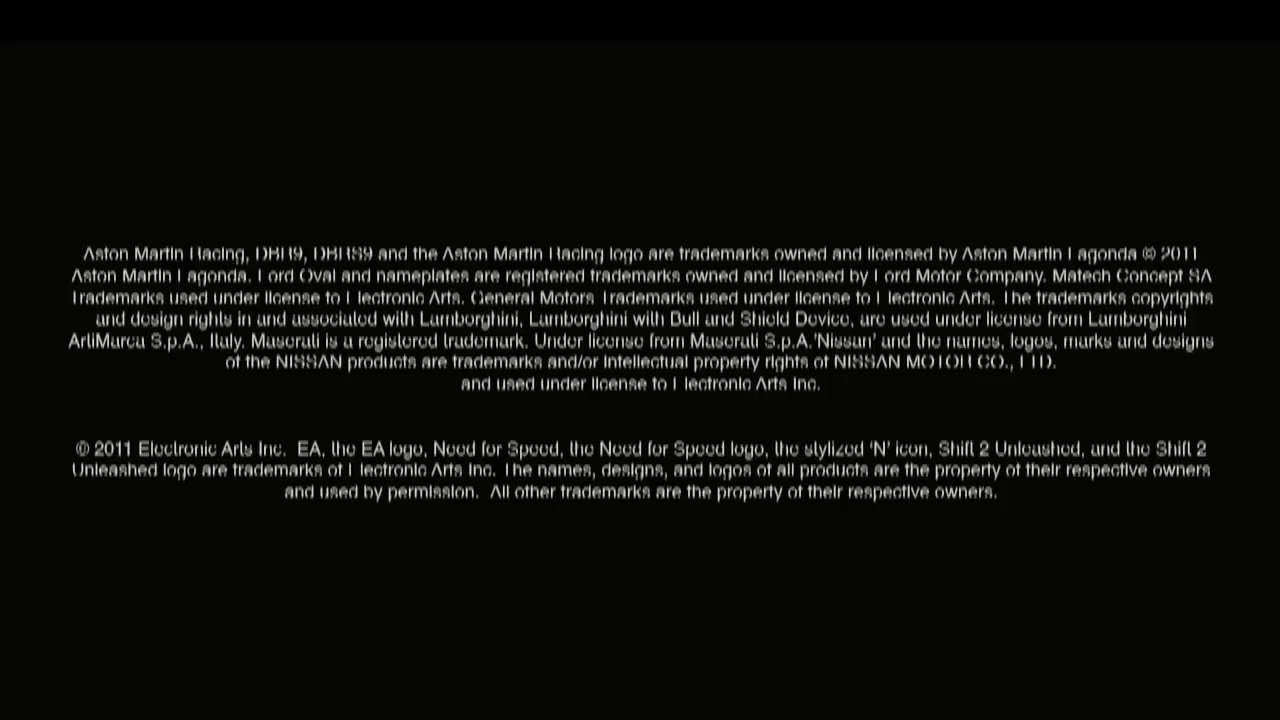 Aston Martin Racing, DBR9, DBRS9 and the Aston Martin Racing logo are trademarks owned and licensed by Aston Martin Lagonda © 2011
Aston Martin Lagonda. Ford Oval and nameplates are registered trademarks owned and licensed by Ford Motor Company. Matech Concept SA
Trademarks used under license to Electronic Arts. General Motors Trademarks used under license to Electronic Arts. The trademarks copyrights
and design rights in and associated with Lamborghini, Lamborghini with Bull and Shield Device, are used under license from Lamborghini
ArtiMarca S.p.A., Italy. Maserati is a registered trademark. Under license from Maserati S.p.A.'Nissan' and the names, logos, marks and designs
of the NISSAN products are trademarks and/or intellectual property rights of NISSAN MOTOR CO., LTD.
and used under license to Electronic Arts Inc.
© 2011 Electronic Arts Inc.  EA, the EA logo, Need for Speed, the Need for Speed logo, the stylized 'N' icon, Shift 2 Unleashed, and the Shift 2
Unleashed logo are trademarks of Electronic Arts Inc. The names, designs, and logos of all products are the property of their respective owners
and used by permission.  All other trademarks are the property of their respective owners.